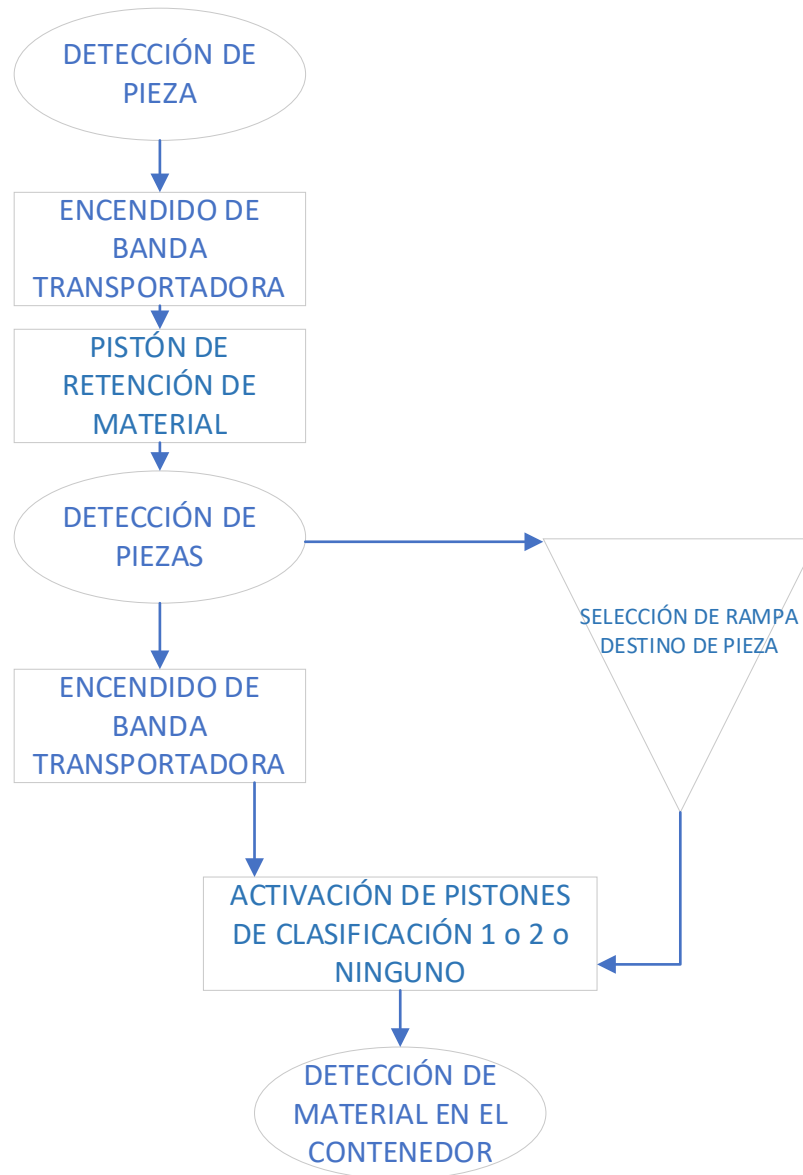 DETECCIÓN DE
PIEZA
ENCENDIDO DE
BANDA
TRANSPORTADORA
PISTÓN DE
RETENCIÓN DE
MATERIAL
DETECCIÓN DE
PIEZAS
SELECCIÓN DE RAMPA
DESTINO DE PIEZA
ENCENDIDO DE
BANDA
TRANSPORTADORA
ACTIVACIÓN DE PISTONES
DE CLASIFICACIÓN 1 o 2 o
NINGUNO
DETECCIÓN DE
MATERIAL EN EL
CONTENEDOR